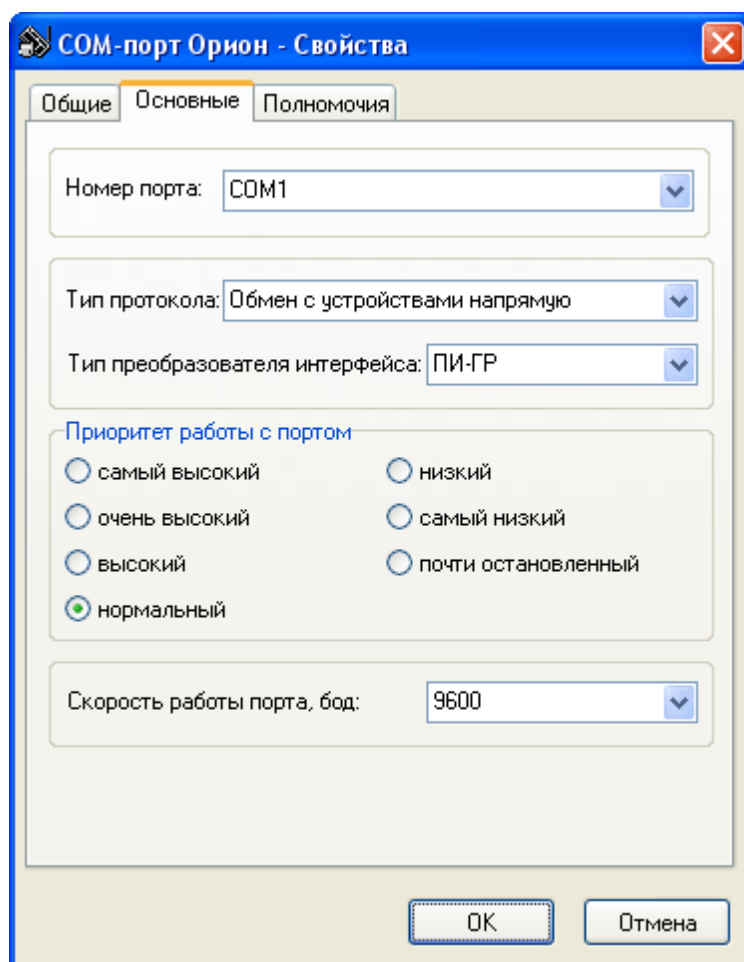 COM-порт Орион - Свойства
Общие Основные Полномочия
Номер порта: COM1
Тип протокола: Обмен с устройствами напрямую
Тип преобразователя интерфейса: ПИ-ГР
Приоритет работы с портом
самый высокий низкий
очень высокий самый низкий
высокий почти остановленный
нормальный
Скорость работы порта, бод: 9600
OK Отмена